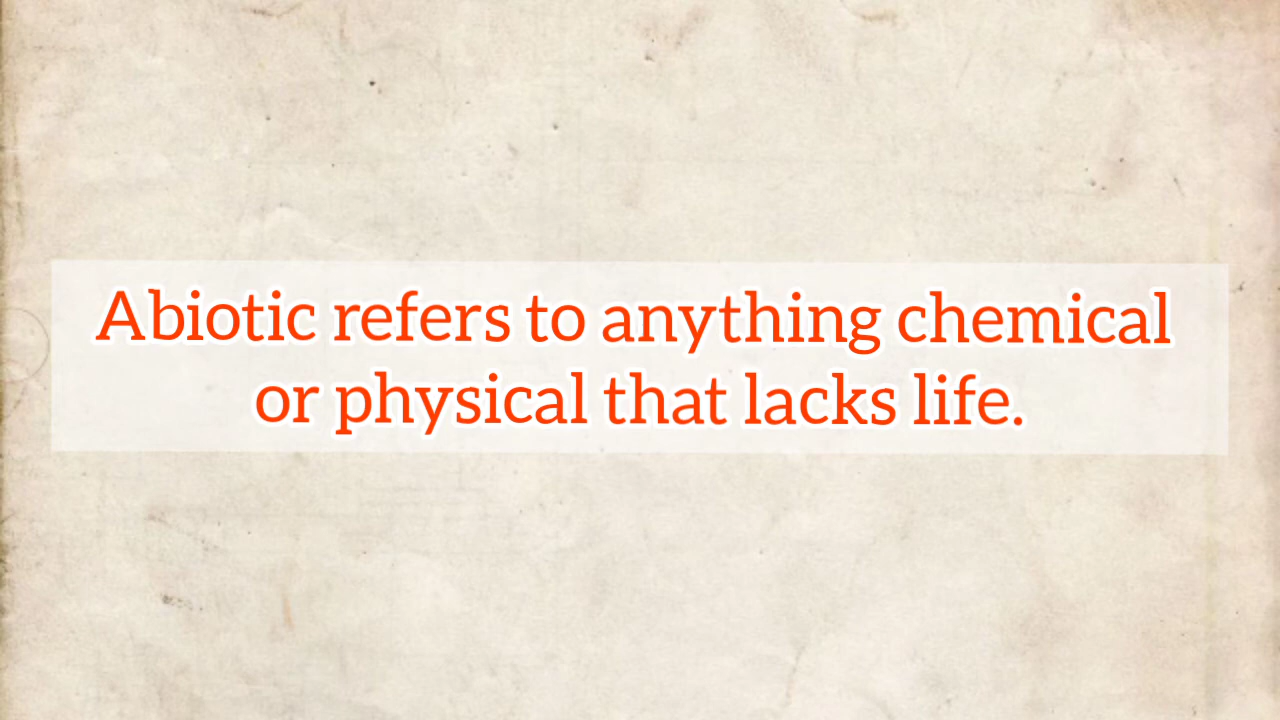 Abiotic refers to anything chemical
or physical that lacks life.